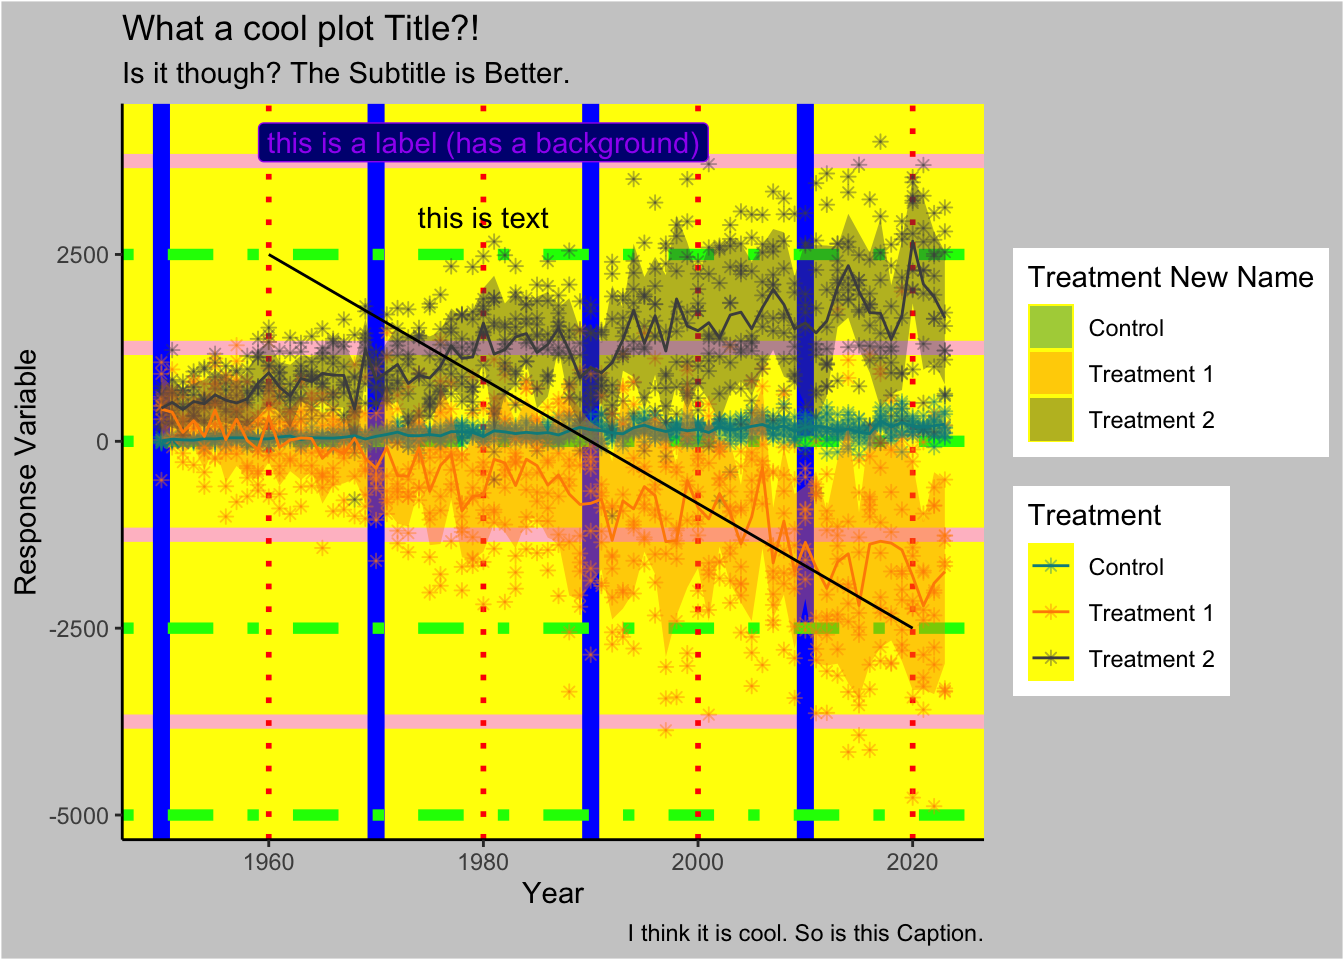 What a cool plot Title?!
Is it though? The Subtitle is Better.
this is a label (has a background)
this is text
Response Variable
2500
0
-2500
-5000
1960
1980
2000
2020
Year
Treatment New Name
Control
Treatment 1
Treatment 2
Treatment
Control
Treatment 1
Treatment 2
I think it is cool. So is this Caption.